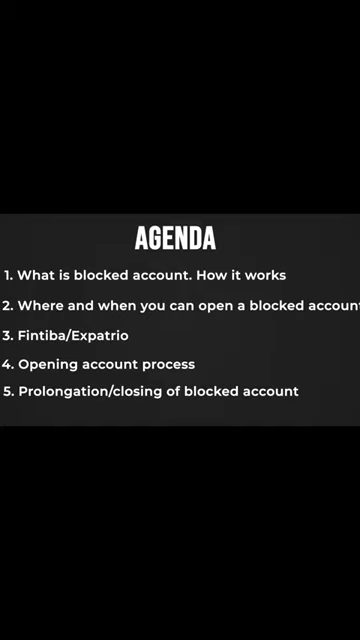 AGENDA
1. What is blocked account. How it works
2. Where and when you can open a blocked account
3. Fintiba/Expatrio
4. Opening account process
5. Prolongation/closing of blocked account